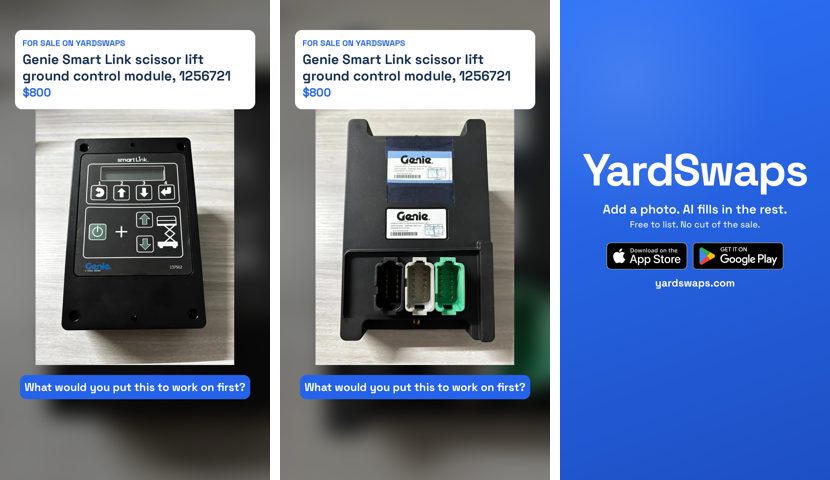 FOR SALE ON YARDSWAPS
Genie Smart Link scissor lift
ground control module, 1256721
$800
smartLink
Genie
137562
What would you put this to work on first?
FOR SALE ON YARDSWAPS
Genie Smart Link scissor lift
ground control module, 1256721
$800
Genie
Genie
What would you put this to work on first?
YardSwaps
Add a photo. AI fills in the rest.
Free to list. No cut of the sale.
Download on the
App Store
GET IT ON
Google Play
yardswaps.com